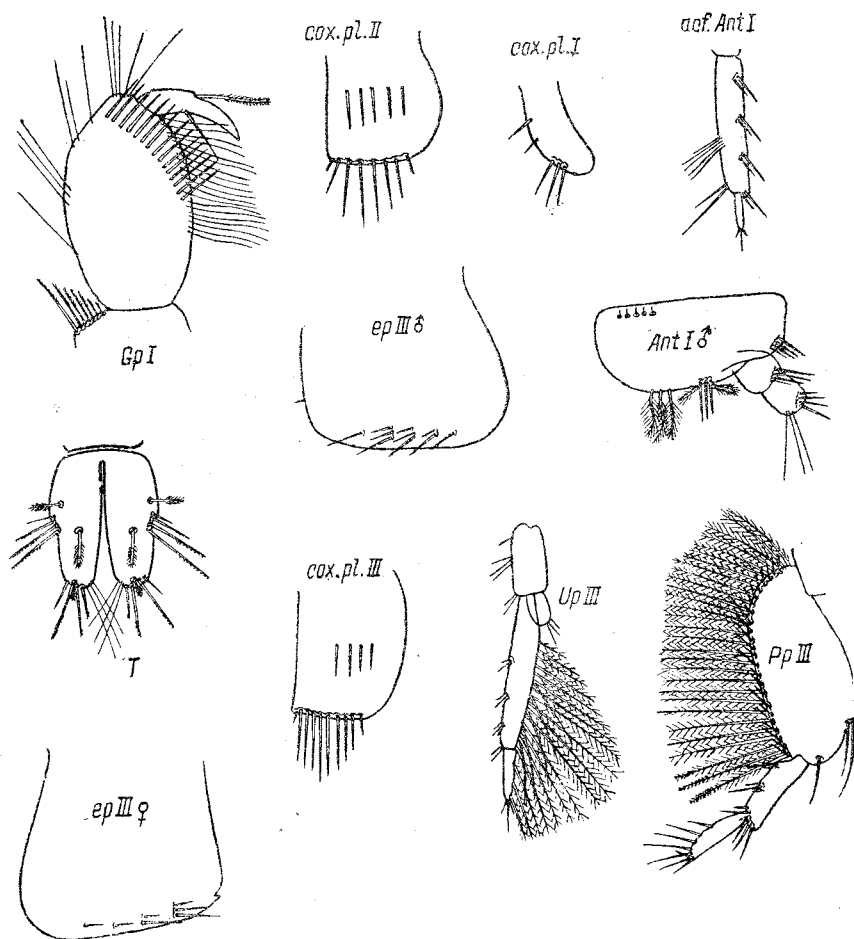 cox.pl.II
cox.pl.I
acf.Ant I
Gp I
ep III ♂
Ant I ♂
T
cox.pl.III
Up III
Pp III
ep III ♀